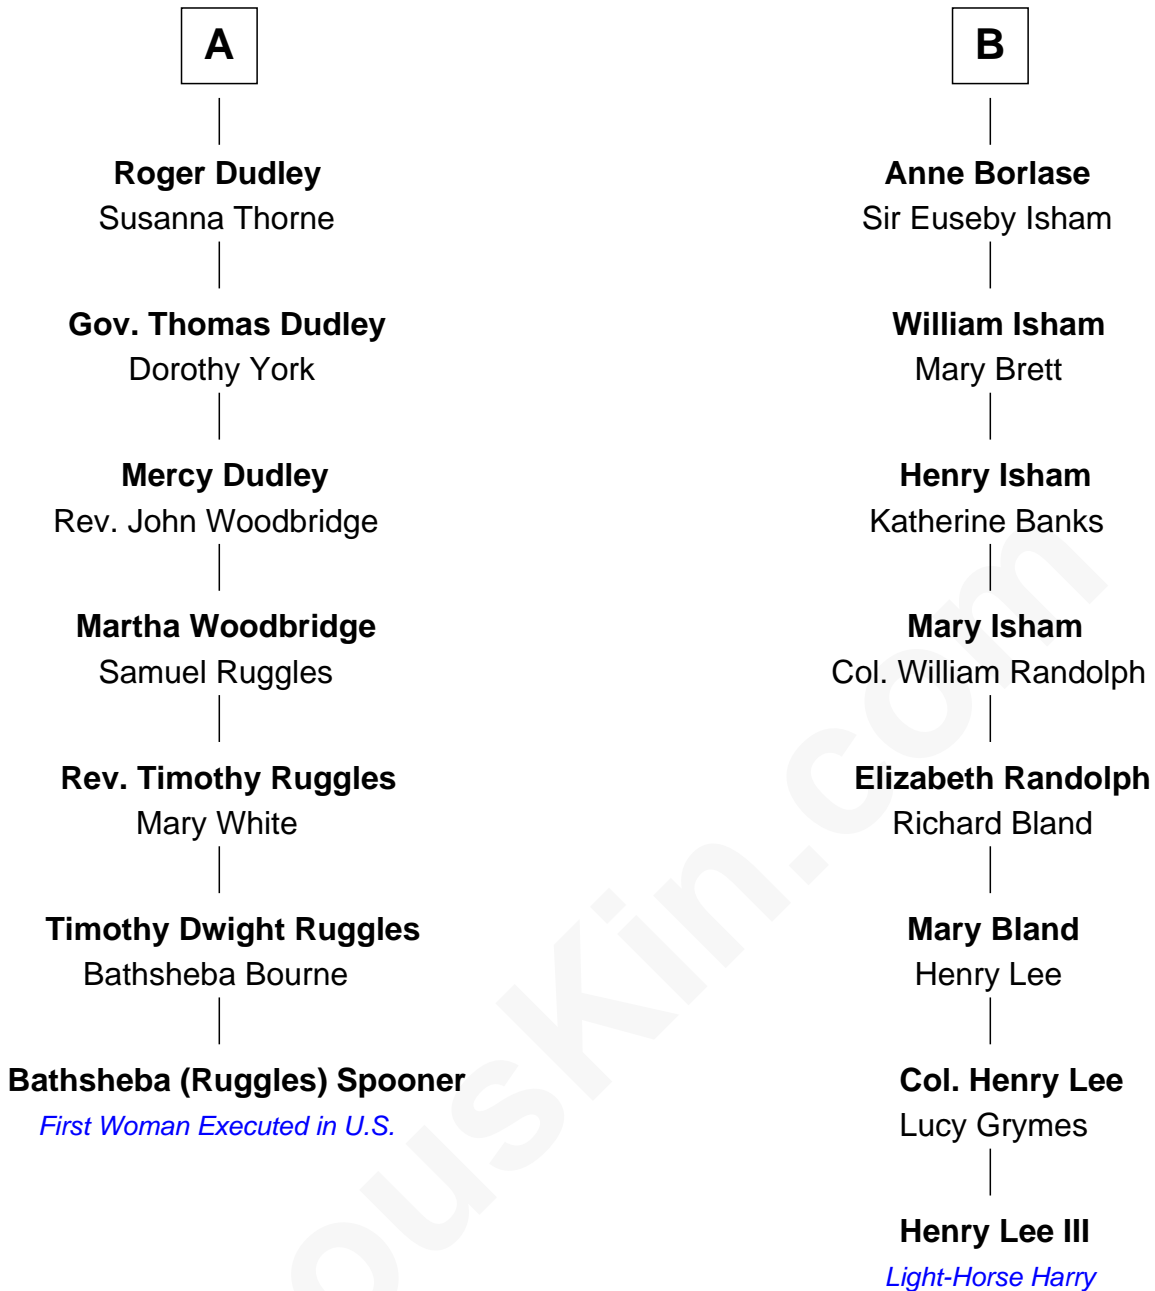 A
Roger Dudley
Susanna Thorne
Gov. Thomas Dudley
Dorothy York
Mercy Dudley
Rev. John Woodbridge
Martha Woodbridge
Samuel Ruggles
Rev. Timothy Ruggles
Mary White
Timothy Dwight Ruggles
Bathsheba Bourne
Bathsheba (Ruggles) Spooner
First Woman Executed in U.S.
B
Anne Borlase
Sir Euseby Isham
William Isham
Mary Brett
Henry Isham
Katherine Banks
Mary Isham
Col. William Randolph
Elizabeth Randolph
Richard Bland
Mary Bland
Henry Lee
Col. Henry Lee
Lucy Grymes
Henry Lee III
Light-Horse Harry
ousKin.com